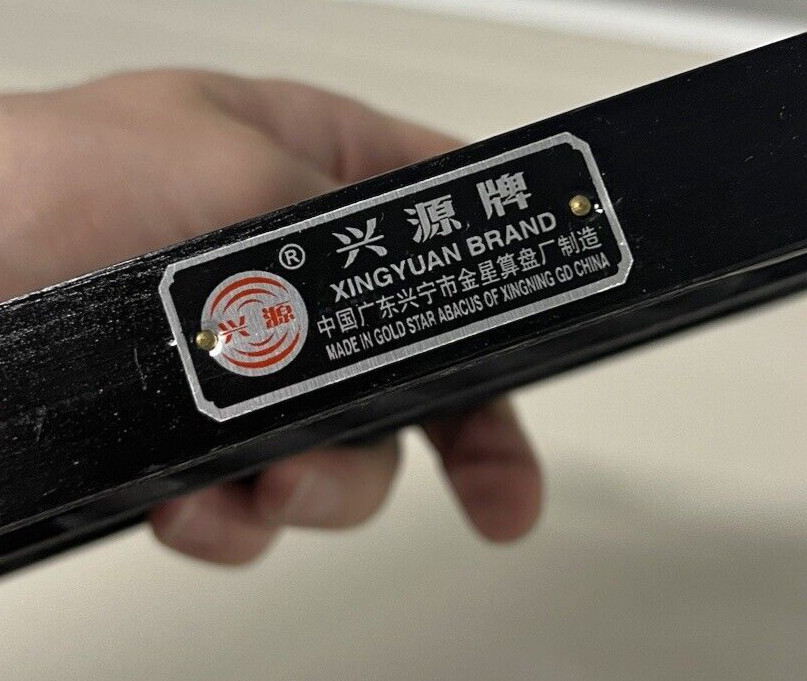 兴源
®
兴源牌
XINGYUAN BRAND
中国广东兴宁市金星算盘厂制造
MADE IN GOLD STAR ABACUS OF XINGNING GD CHINA